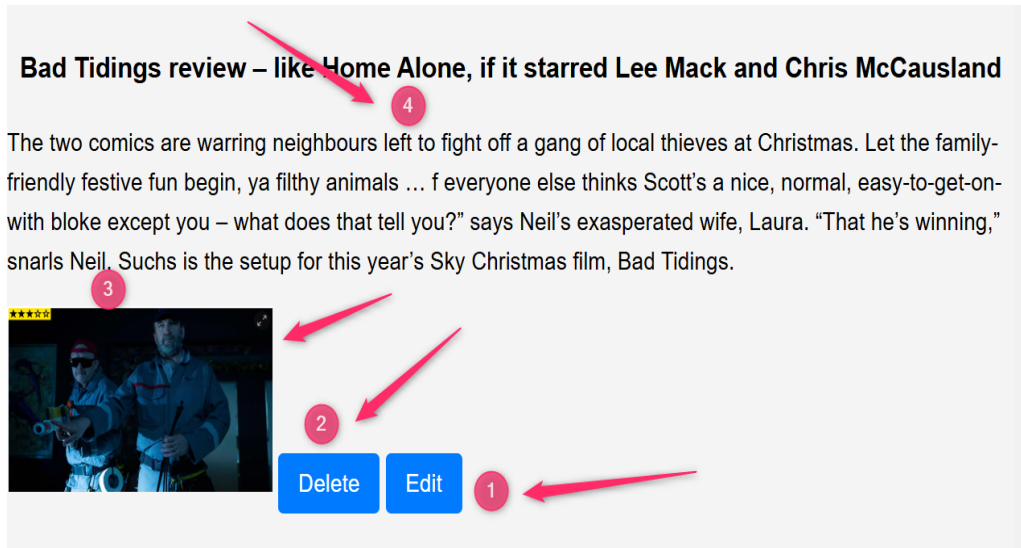 Bad Tidings review – like Home Alone, if it starred Lee Mack and Chris McCausland
4
The two comics are warring neighbours left to fight off a gang of local thieves at Christmas. Let the family-
friendly festive fun begin, ya filthy animals … f everyone else thinks Scott’s a nice, normal, easy-to-get-on-
with bloke except you – what does that tell you?” says Neil’s exasperated wife, Laura. “That he’s winning,”
snarls Neil. Suchs is the setup for this year’s Sky Christmas film, Bad Tidings.
3
★★★☆☆
2
Delete Edit 1